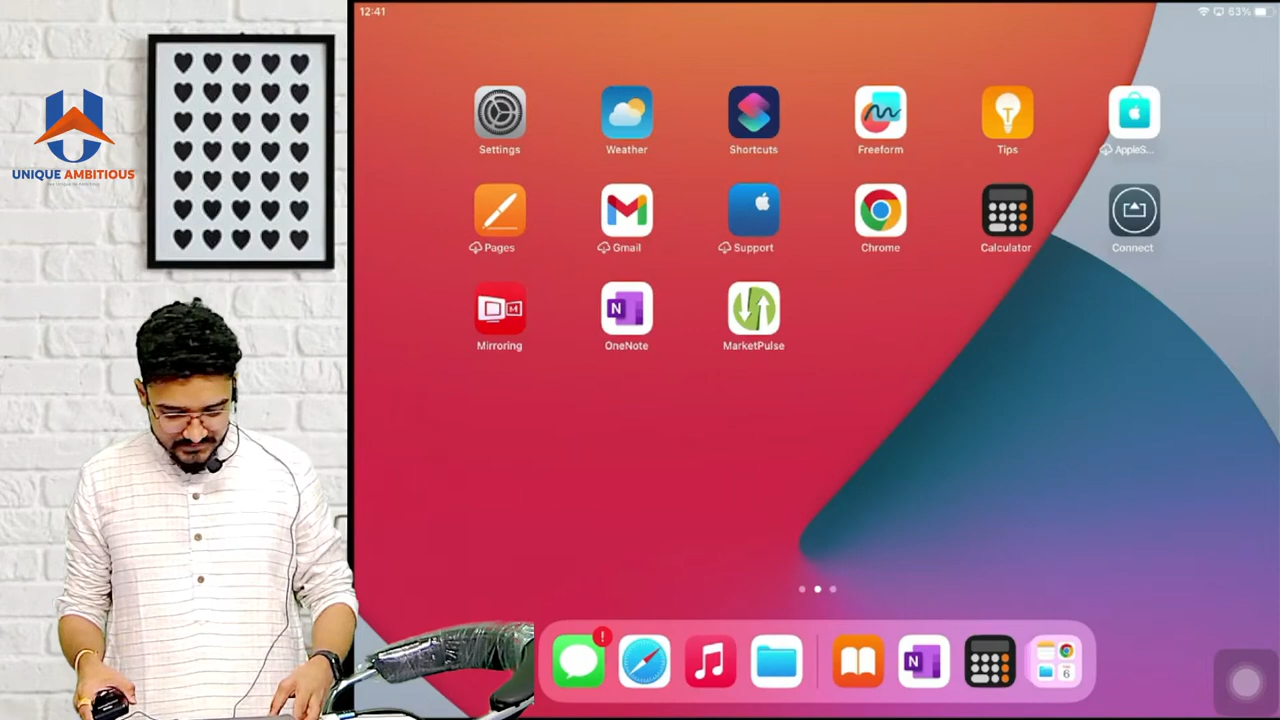 12:41
63%
UNIQUE AMBITIOUS
Settings
Weather
Shortcuts
Freeform
Tips
AppleS...
Pages
Gmail
Support
Chrome
Calculator
Connect
Mirroring
M
OneNote
N
MarketPulse
!
N
6